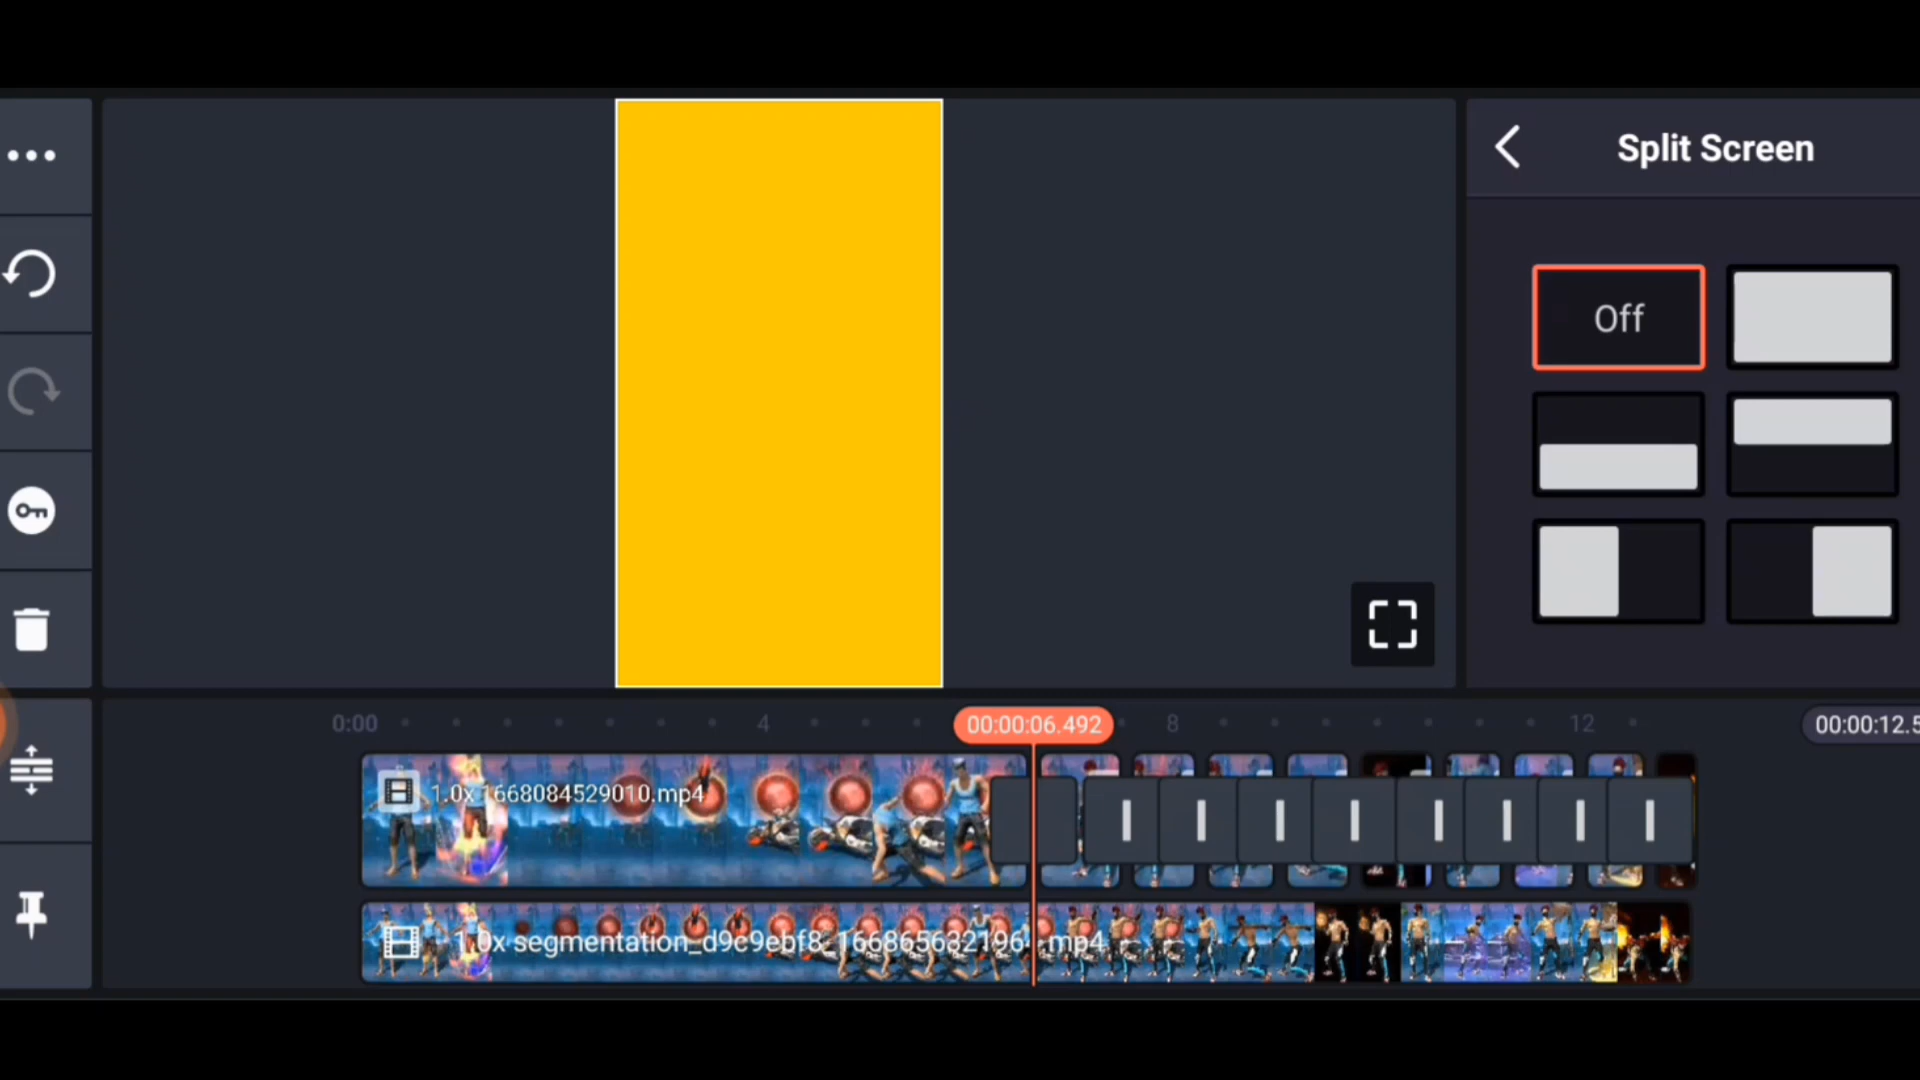 Split Screen
Off
0:00
4
00:00:06.492
8
12
00:00:12.5
1.0x 1668084529010.mp4
1.0x segmentation_d9c9ebf8_1668656321964.mp4